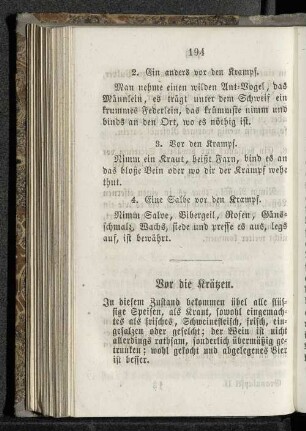 194
2. Ein anders vor den Krampf.
Man nehme einen wilden Ant-Vogel, das
Männlein, es trägt unter dem Schweif ein
krummes Federlein, das krümmste nimm und
binds an den Ort, wo es nöthig ist.
3. Vor den Krampf.
Nimm ein Kraut, heißt Farn, bind es an
das bloße Bein oder wo dir der Krampf wehe
thut.
4. Eine Salbe vor den Krampf.
Nimm Salve, Bibergeil, Rosen, Gäns-
schmalz, Wachs, siede und presse es aus, legs
auf, ist bewährt.
Vor die Krätzen.
In diesem Zustand bekommen übel alle süß-
sige Speisen, als Kraut, sowohl eingemach-
tes als frisches, Schweinefleisch, frisch, ein-
gesalzen oder geselcht; der Wein ist nicht
allerdings rathsam, sonderlich übermäßig ge-
trunken; wohl gekocht und abgelegenes Bier
ist besser.